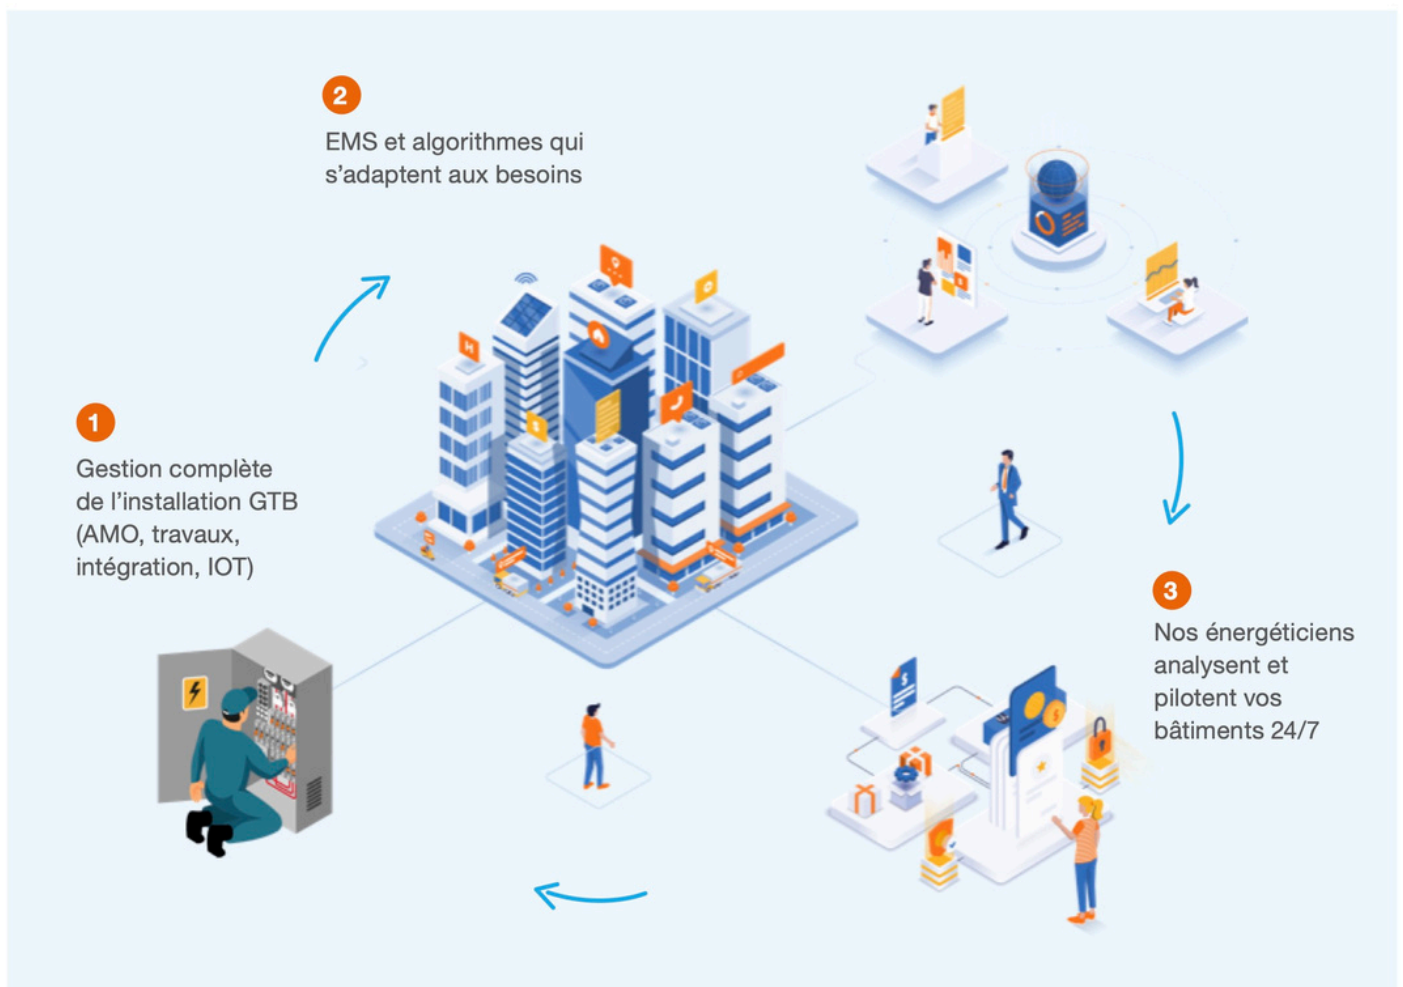 1
Gestion complète
de l’installation GTB
(AMO, travaux,
intégration, IOT)
2
EMS et algorithmes qui
s’adaptent aux besoins
3
Nos énergéticiens
analysent et
pilotent vos
bâtiments 24/7
H
$
$
$
$